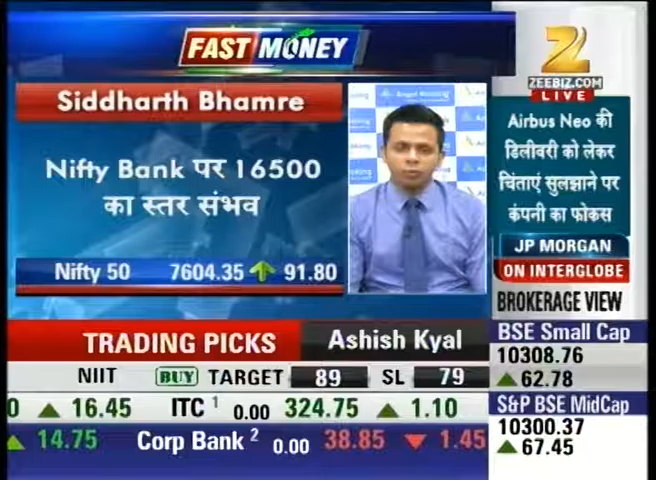 FAST MONEY
Siddharth Bhamre
Nifty Bank पर 16500
का स्तर संभव
Nifty 50 7604.35 91.80
ZEEBIZ.COM
LIVE
Airbus Neo की
डिलीवरी को लेकर
चिंताएं सुलझाने पर
कंपनी का फोकस
JP MORGAN
ON INTERGLOBE
BROKERAGE VIEW
TRADING PICKS Ashish Kyal
NIIT BUY TARGET 89 SL 79
0 16.45 ITC 1 0.00 324.75 1.10
14.75 Corp Bank 2 0.00 38.85 1.45
BSE Small Cap
10308.76
62.78
S&P BSE MidCap
10300.37
67.45